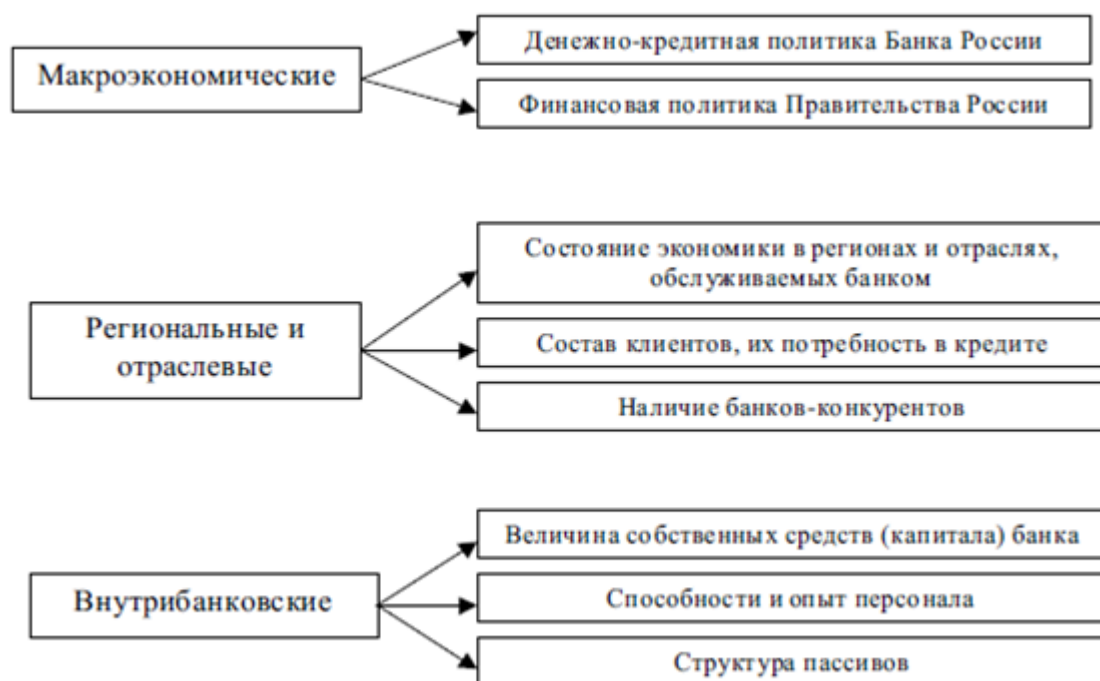 Макроэкономические
Денежно-кредитная политика Банка России
Финансовая политика Правительства России
Региональные и
отраслевые
Состояние экономики в регионах и отраслях,
обслуживаемых банком
Состав клиентов, их потребность в кредите
Наличие банков-конкурентов
Внутрибанковские
Величина собственных средств (капитала) банка
Способности и опыт персонала
Структура пассивов